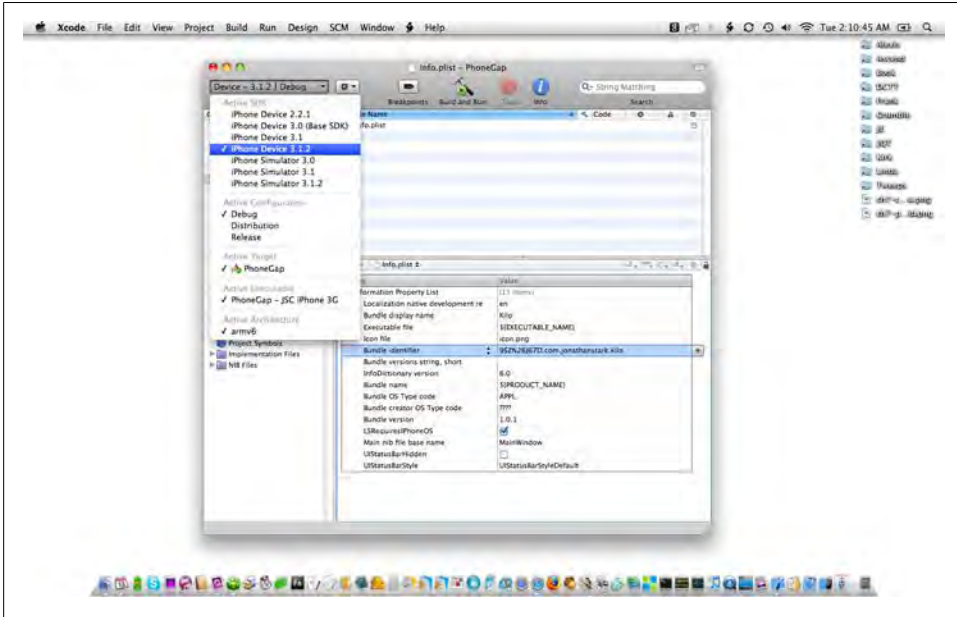 Xcode File Edit View Project Build Run Design SCM Window Help Tue 2:10:45 AM
Info.plist – PhoneGap
Device – 3.1.2 | Debug
String Matching
Breakpoints Build and Run Tasks Info Search
Active SDK
iPhone Device 2.2.1
iPhone Device 3.0 (Base SDK)
iPhone Device 3.1
✓ iPhone Device 3.1.2
iPhone Simulator 3.0
iPhone Simulator 3.1
iPhone Simulator 3.1.2
Active Configuration
✓ Debug
Distribution
Release
Active Target
✓ PhoneGap
Active Executable
✓ PhoneGap – JSC iPhone 3G
Active Architecture
✓ armv6
Project Symbols
Implementation Files
NIB Files
Name Code
fo.plist
Info.plist
Value
ormation Property List
Localization native development re en
Bundle display name Kilo
Executable file ${EXECUTABLE_NAME}
Icon file icon.png
Bundle identifier
Bundle versions string, short
InfoDictionary version 6.0
Bundle name ${PRODUCT_NAME}
Bundle OS Type code APPL
Bundle creator OS Type code ????
Bundle version 1.0.1
LSRequiresIPhoneOS
Main nib file base name MainWindow
UIStatusBarHidden
UIStatusBarStyle UIStatusBarStyleDefault